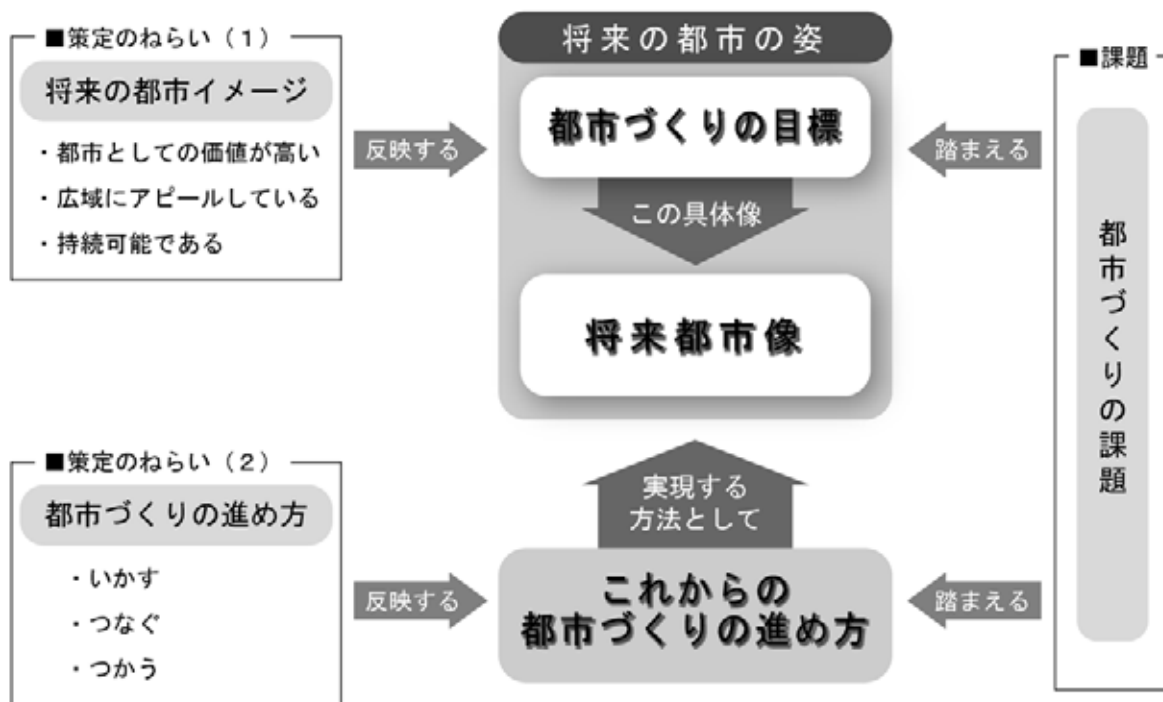 ■策定のねらい（1）
将来の都市イメージ
・都市としての価値が高い
・広域にアピールしている
・持続可能である
反映する
将来の都市の姿
都市づくりの目標
この具体像
将来都市像
踏まえる
■課題
都市づくりの課題
■策定のねらい（2）
都市づくりの進め方
・いかす
・つなぐ
・つかう
反映する
実現する
方法として
これからの
都市づくりの進め方
踏まえる